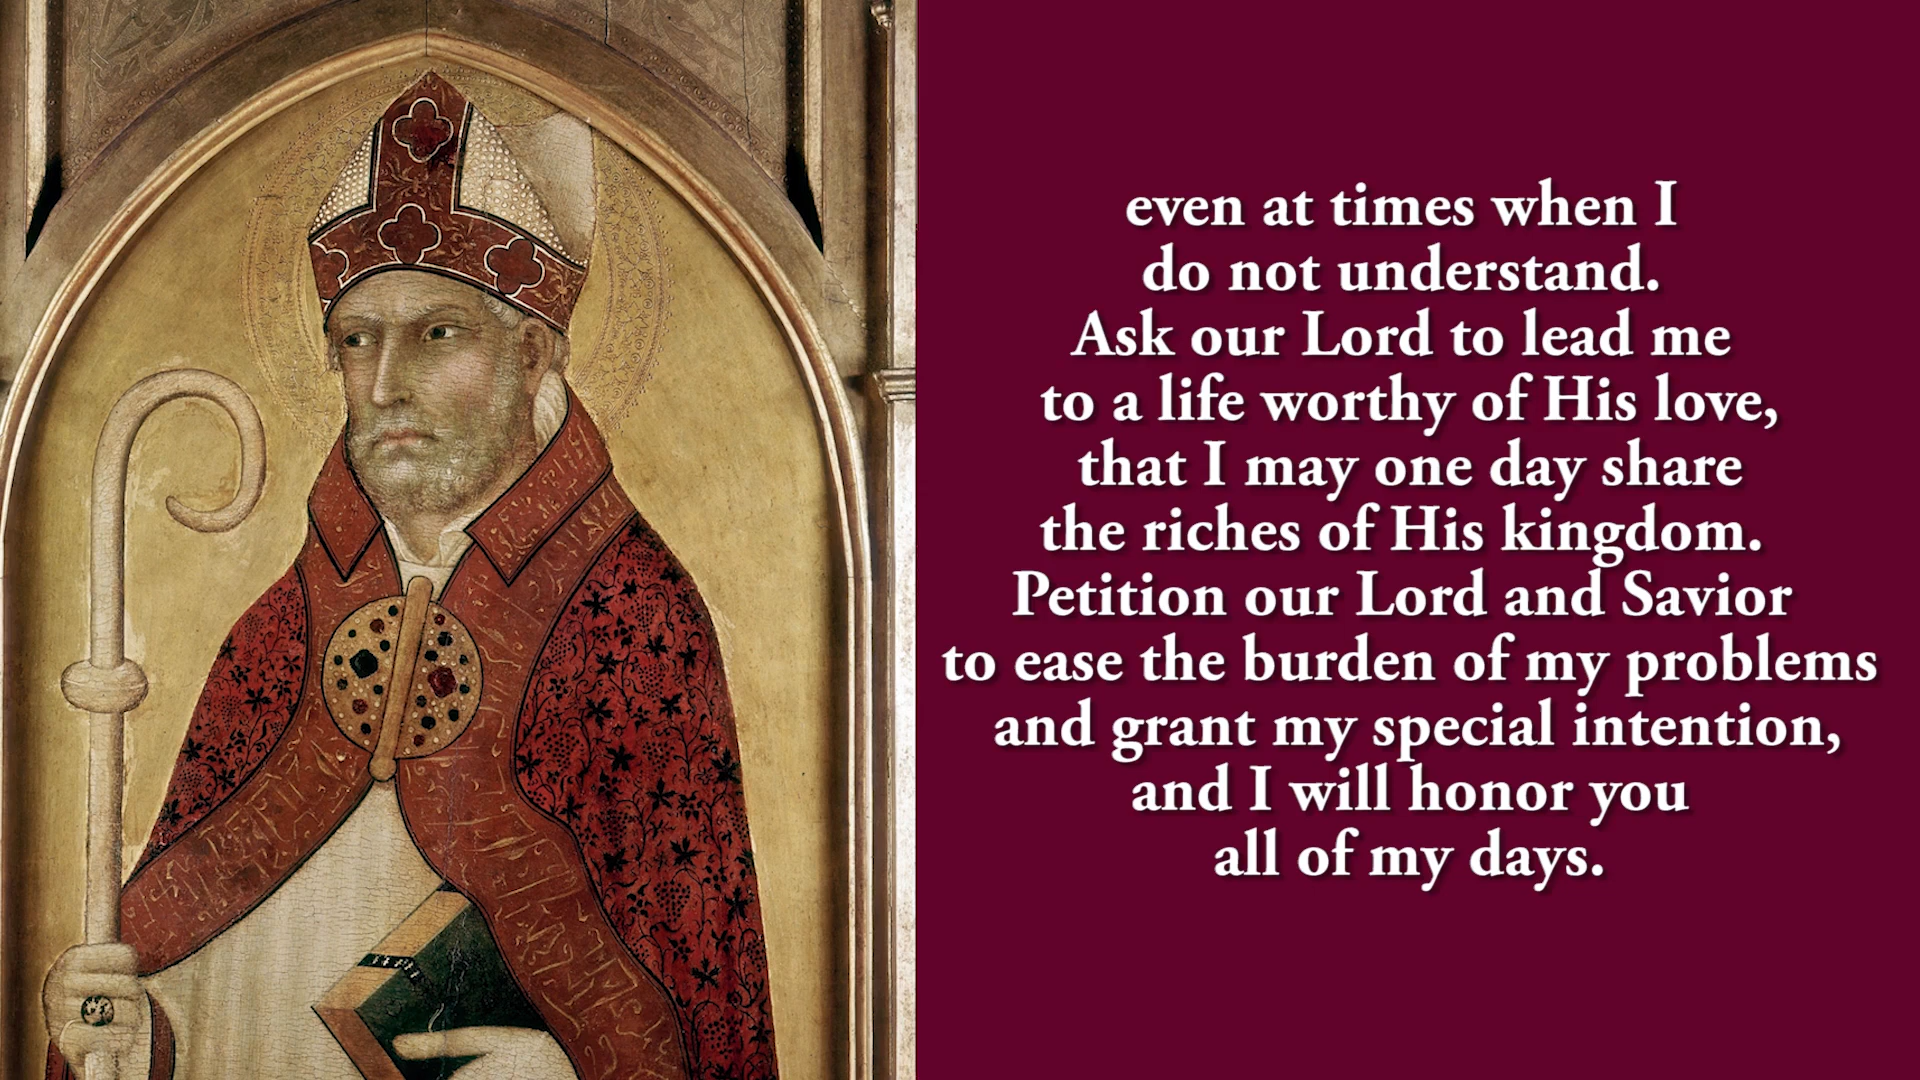 even at times when I
do not understand.
Ask our Lord to lead me
to a life worthy of His love,
that I may one day share
the riches of His kingdom.
Petition our Lord and Savior
to ease the burden of my problems
and grant my special intention,
and I will honor you
all of my days.